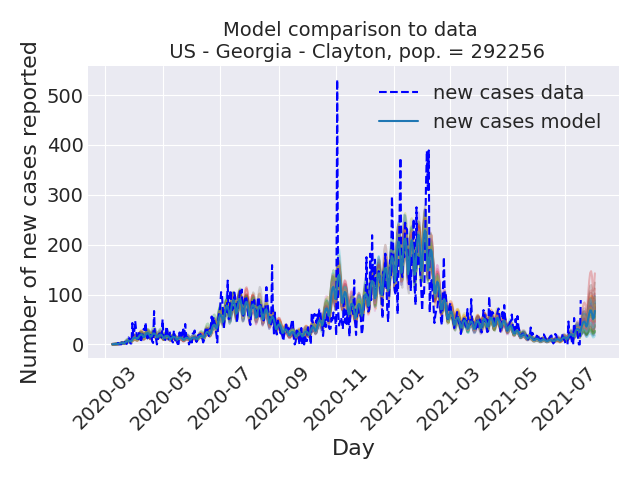 Model comparison to data
US - Georgia - Clayton, pop. = 292256
Number of new cases reported
500
400
300
200
100
0
new cases data
new cases model
2020-03
2020-05
2020-07
2020-09
2020-11
2021-01
2021-03
2021-05
2021-07
Day